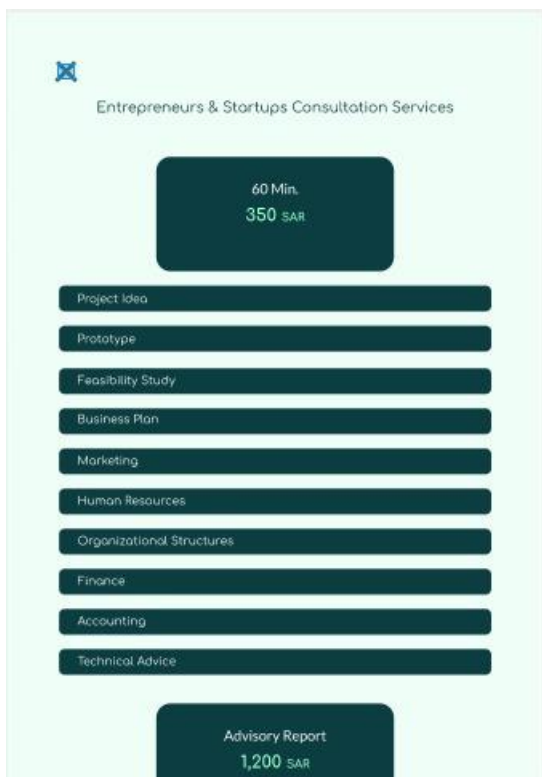 Entrepreneurs & Startups Consultation Services
60 Min.
350 SAR
Project Idea
Prototype
Feasibility Study
Business Plan
Marketing
Human Resources
Organizational Structures
Finance
Accounting
Technical Advice
Advisory Report
1,200 SAR